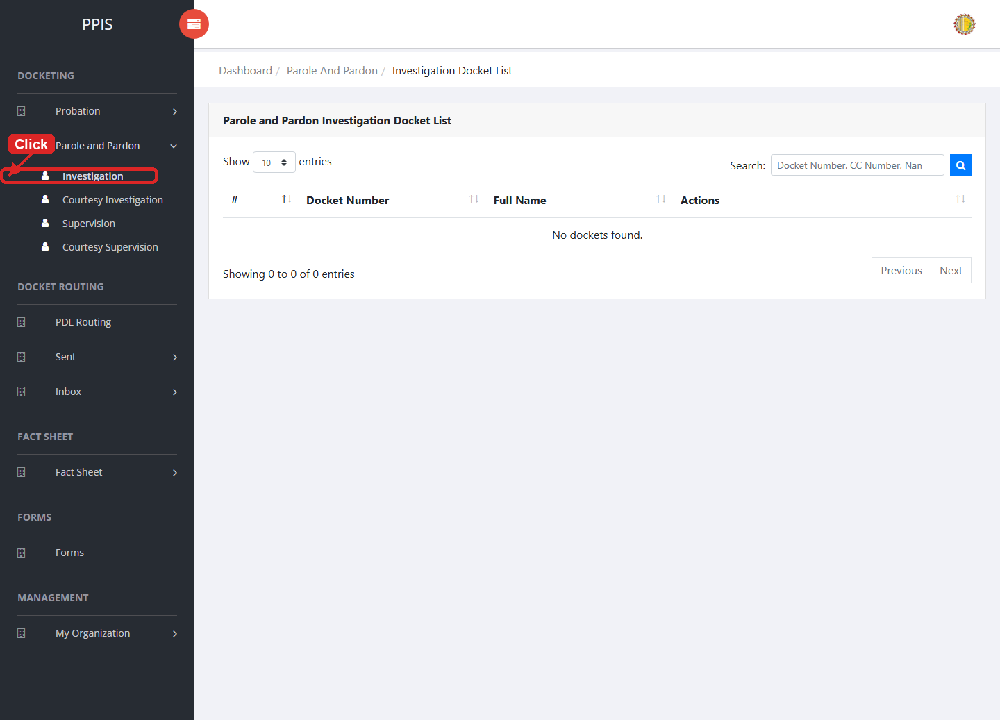 PPIS
DOCKETING
Probation
Click
Parole and Pardon
Investigation
Courtesy Investigation
Supervision
Courtesy Supervision
DOCKET ROUTING
PDL Routing
Sent
Inbox
FACT SHEET
Fact Sheet
FORMS
Forms
MANAGEMENT
My Organization
Dashboard / Parole And Pardon / Investigation Docket List
Parole and Pardon Investigation Docket List
Show 10 entries
Search: Docket Number, CC Number, Nan
# Docket Number Full Name Actions
No dockets found.
Showing 0 to 0 of 0 entries
Previous Next